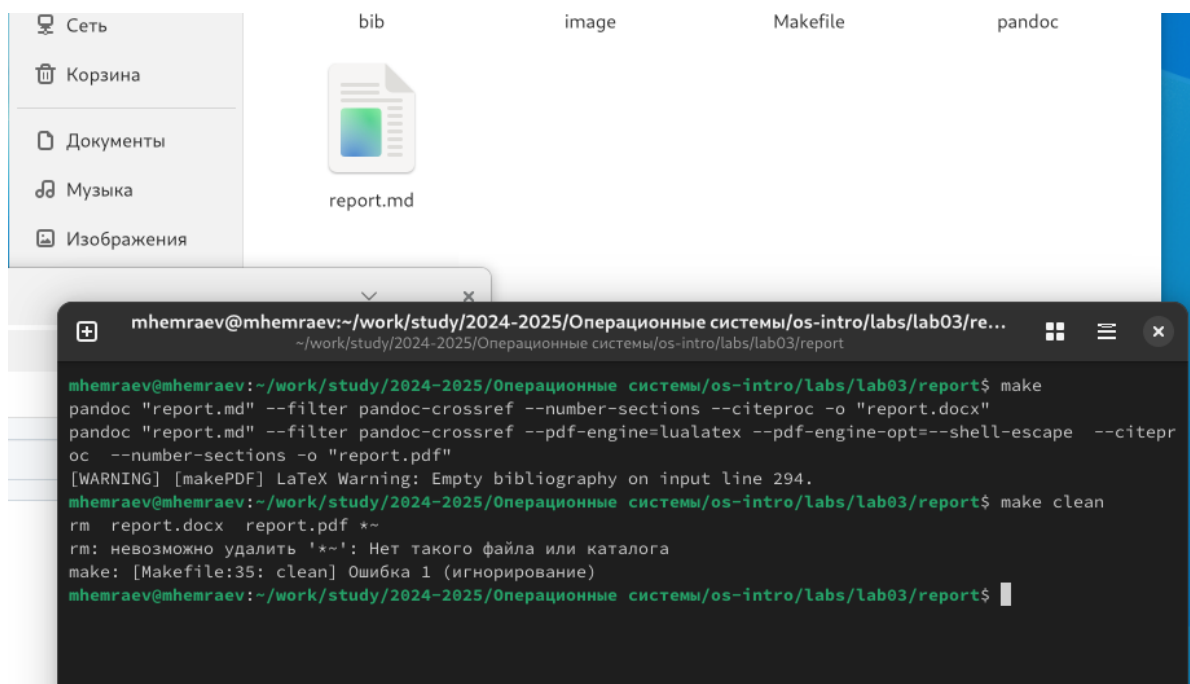 Сеть
bib
image
Makefile
pandoc
Корзина
Документы
Музыка
report.md
Изображения
mhemraev@mhemraev:~/work/study/2024-2025/Операционные системы/os-intro/labs/lab03/re...
~/work/study/2024-2025/Операционные системы/os-intro/labs/lab03/report
mhemraev@mhemraev:~/work/study/2024-2025/Операционные системы/os-intro/labs/lab03/report$ make
pandoc "report.md" --filter pandoc-crossref --number-sections --citeproc -o "report.docx"
pandoc "report.md" --filter pandoc-crossref --pdf-engine=lualatex --pdf-engine-opt=--shell-escape  --citepr
oc  --number-sections -o "report.pdf"
[WARNING] [makePDF] LaTeX Warning: Empty bibliography on input line 294.
mhemraev@mhemraev:~/work/study/2024-2025/Операционные системы/os-intro/labs/lab03/report$ make clean
rm  report.docx  report.pdf *~
rm: невозможно удалить '*~': Нет такого файла или каталога
make: [Makefile:35: clean] Ошибка 1 (игнорирование)
mhemraev@mhemraev:~/work/study/2024-2025/Операционные системы/os-intro/labs/lab03/report$